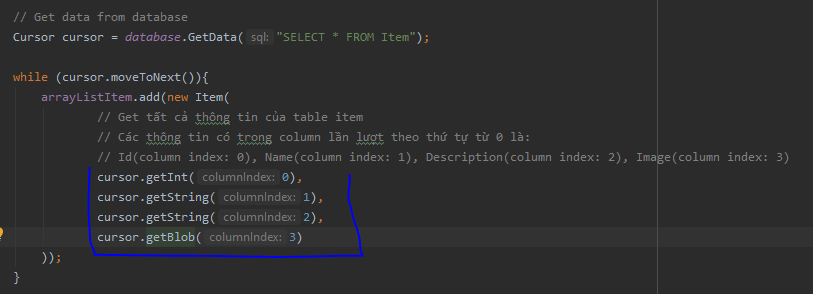 // Get data from database
Cursor cursor = database.GetData( sql: "SELECT * FROM Item");
while (cursor.moveToNext()){
arrayListItem.add(new Item(
// Get tất cả thông tin của table item
// Các thông tin có trong column lần lượt theo thứ tự từ 0 là:
// Id(column index: 0), Name(column index: 1), Description(column index: 2), Image(column index: 3)
cursor.getInt( columnIndex: 0),
cursor.getString( columnIndex: 1),
cursor.getString( columnIndex: 2),
cursor.getBlob( columnIndex: 3)
));
}